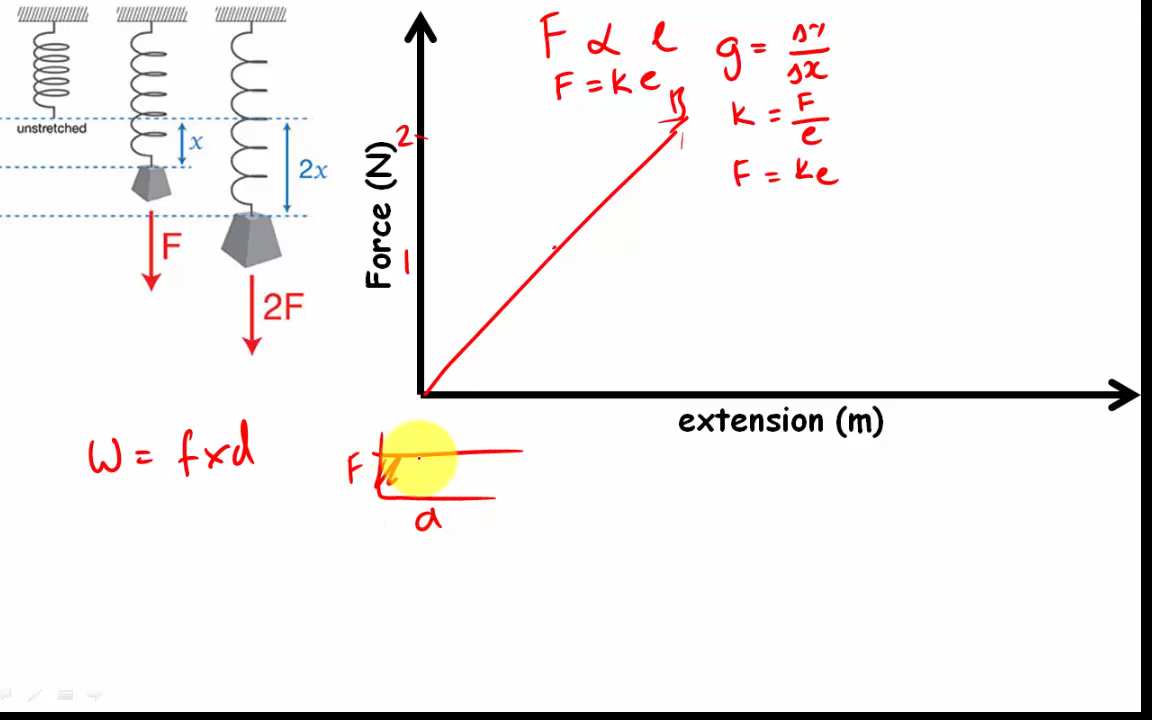 unstretched
x
2x
F
2F
Force (N)
2
1
extension (m)
F ∝ e
F = ke
g = Δy/Δx
k = F/e
F = ke
B
W = f x d
F
d